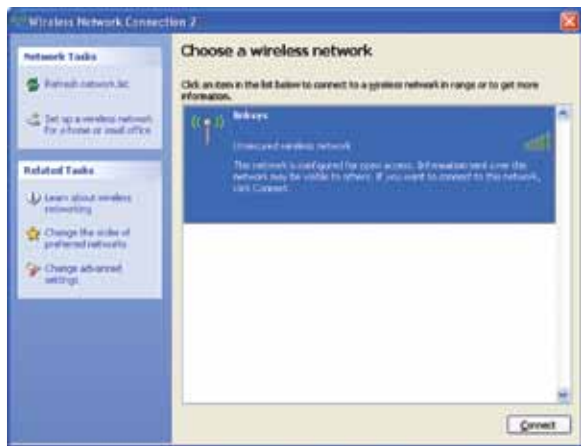 Wireless Network Connection 2
Network Tasks
Refresh network list
Set up a wireless network
for a home or small office
Related Tasks
Learn about wireless
networking
Change the order of
preferred networks
Change advanced
settings
Choose a wireless network
Click an item in the list below to connect to a wireless network in range or to get more
information.
linksys
Unsecured wireless network
This network is configured for open access. Information sent over this
network may be visible to others. If you want to connect to this network,
click Connect.
Connect